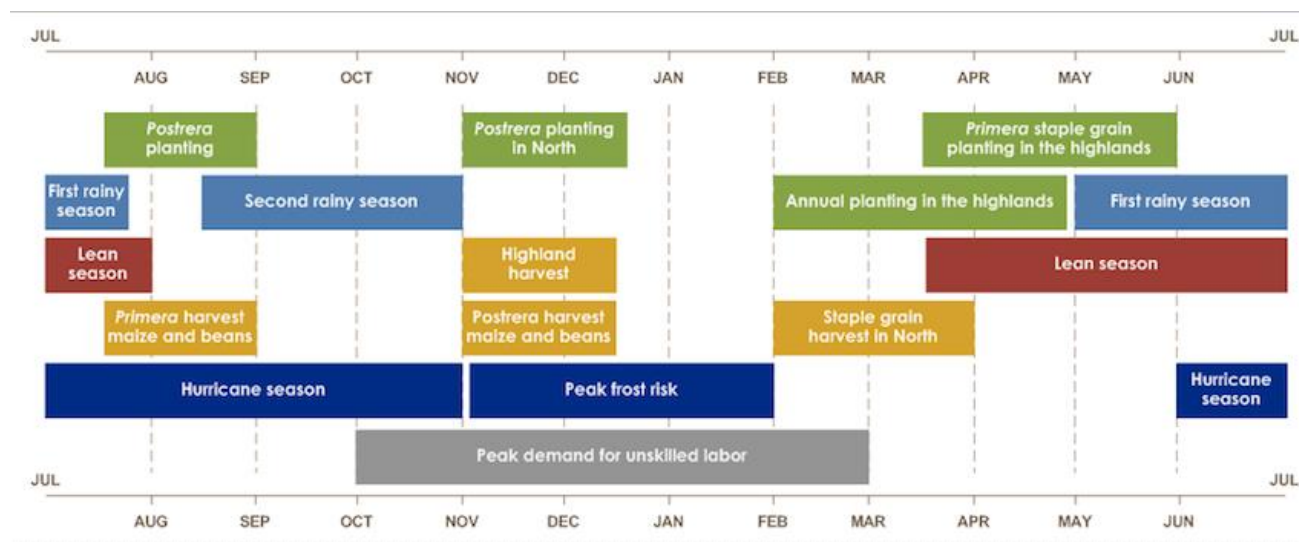 JUL JUL
AUG SEP OCT NOV DEC JAN FEB MAR APR MAY JUN
Postrera
planting
Postrera planting
in North
Primera staple grain
planting in the highlands
First rainy
season
Second rainy season
Annual planting in the highlands
First rainy season
Lean
season
Highland
harvest
Lean season
Primera harvest
maize and beans
Postrera harvest
maize and beans
Staple grain
harvest in North
Hurricane season
Peak frost risk
Hurricane
season
Peak demand for unskilled labor
JUL JUL
AUG SEP OCT NOV DEC JAN FEB MAR APR MAY JUN